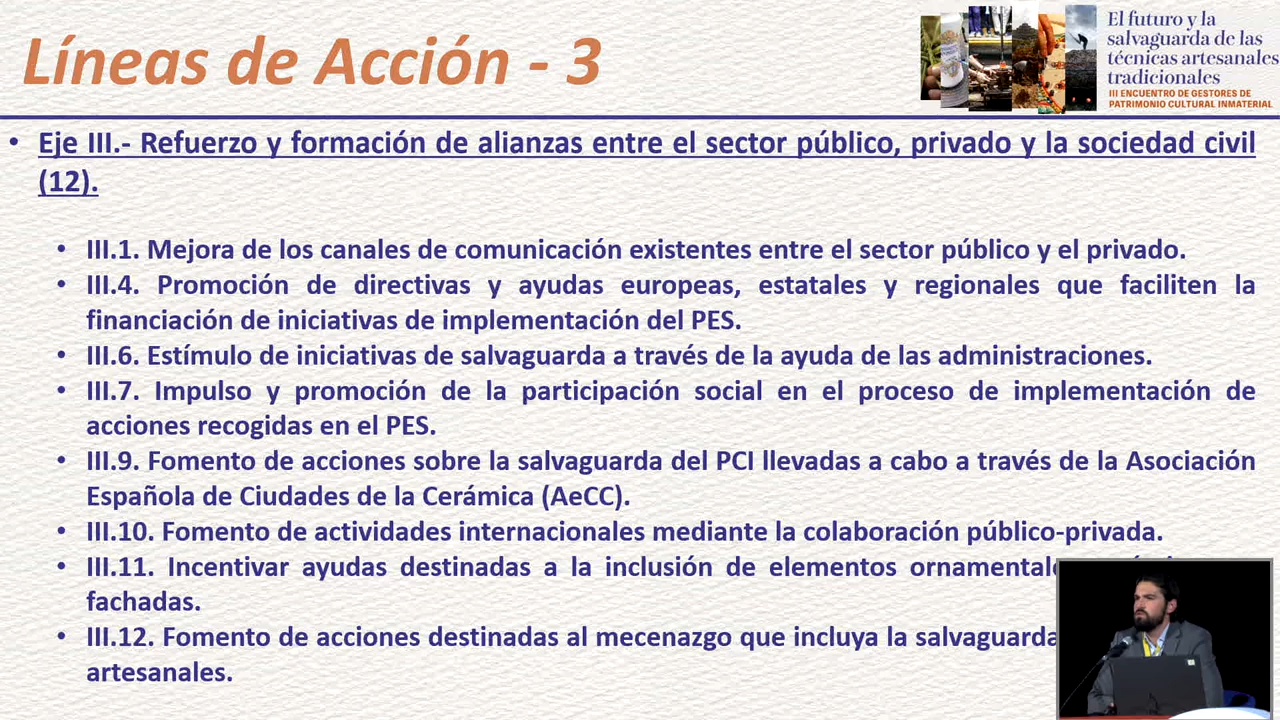 Líneas de Acción - 3
El futuro y la
salvaguarda de las
técnicas artesanales
tradicionales
III ENCUENTRO DE GESTORES DE
PATRIMONIO CULTURAL INMATERIAL
• Eje III.- Refuerzo y formación de alianzas entre el sector público, privado y la sociedad civil
(12).
• III.1. Mejora de los canales de comunicación existentes entre el sector público y el privado.
• III.4. Promoción de directivas y ayudas europeas, estatales y regionales que faciliten la
financiación de iniciativas de implementación del PES.
• III.6. Estímulo de iniciativas de salvaguarda a través de la ayuda de las administraciones.
• III.7. Impulso y promoción de la participación social en el proceso de implementación de
acciones recogidas en el PES.
• III.9. Fomento de acciones sobre la salvaguarda del PCI llevadas a cabo a través de la Asociación
Española de Ciudades de la Cerámica (AeCC).
• III.10. Fomento de actividades internacionales mediante la colaboración público-privada.
• III.11. Incentivar ayudas destinadas a la inclusión de elementos
fachadas.
• III.12. Fomento de acciones destinadas al mecenazgo que incluya la salvaguarda
artesanales.